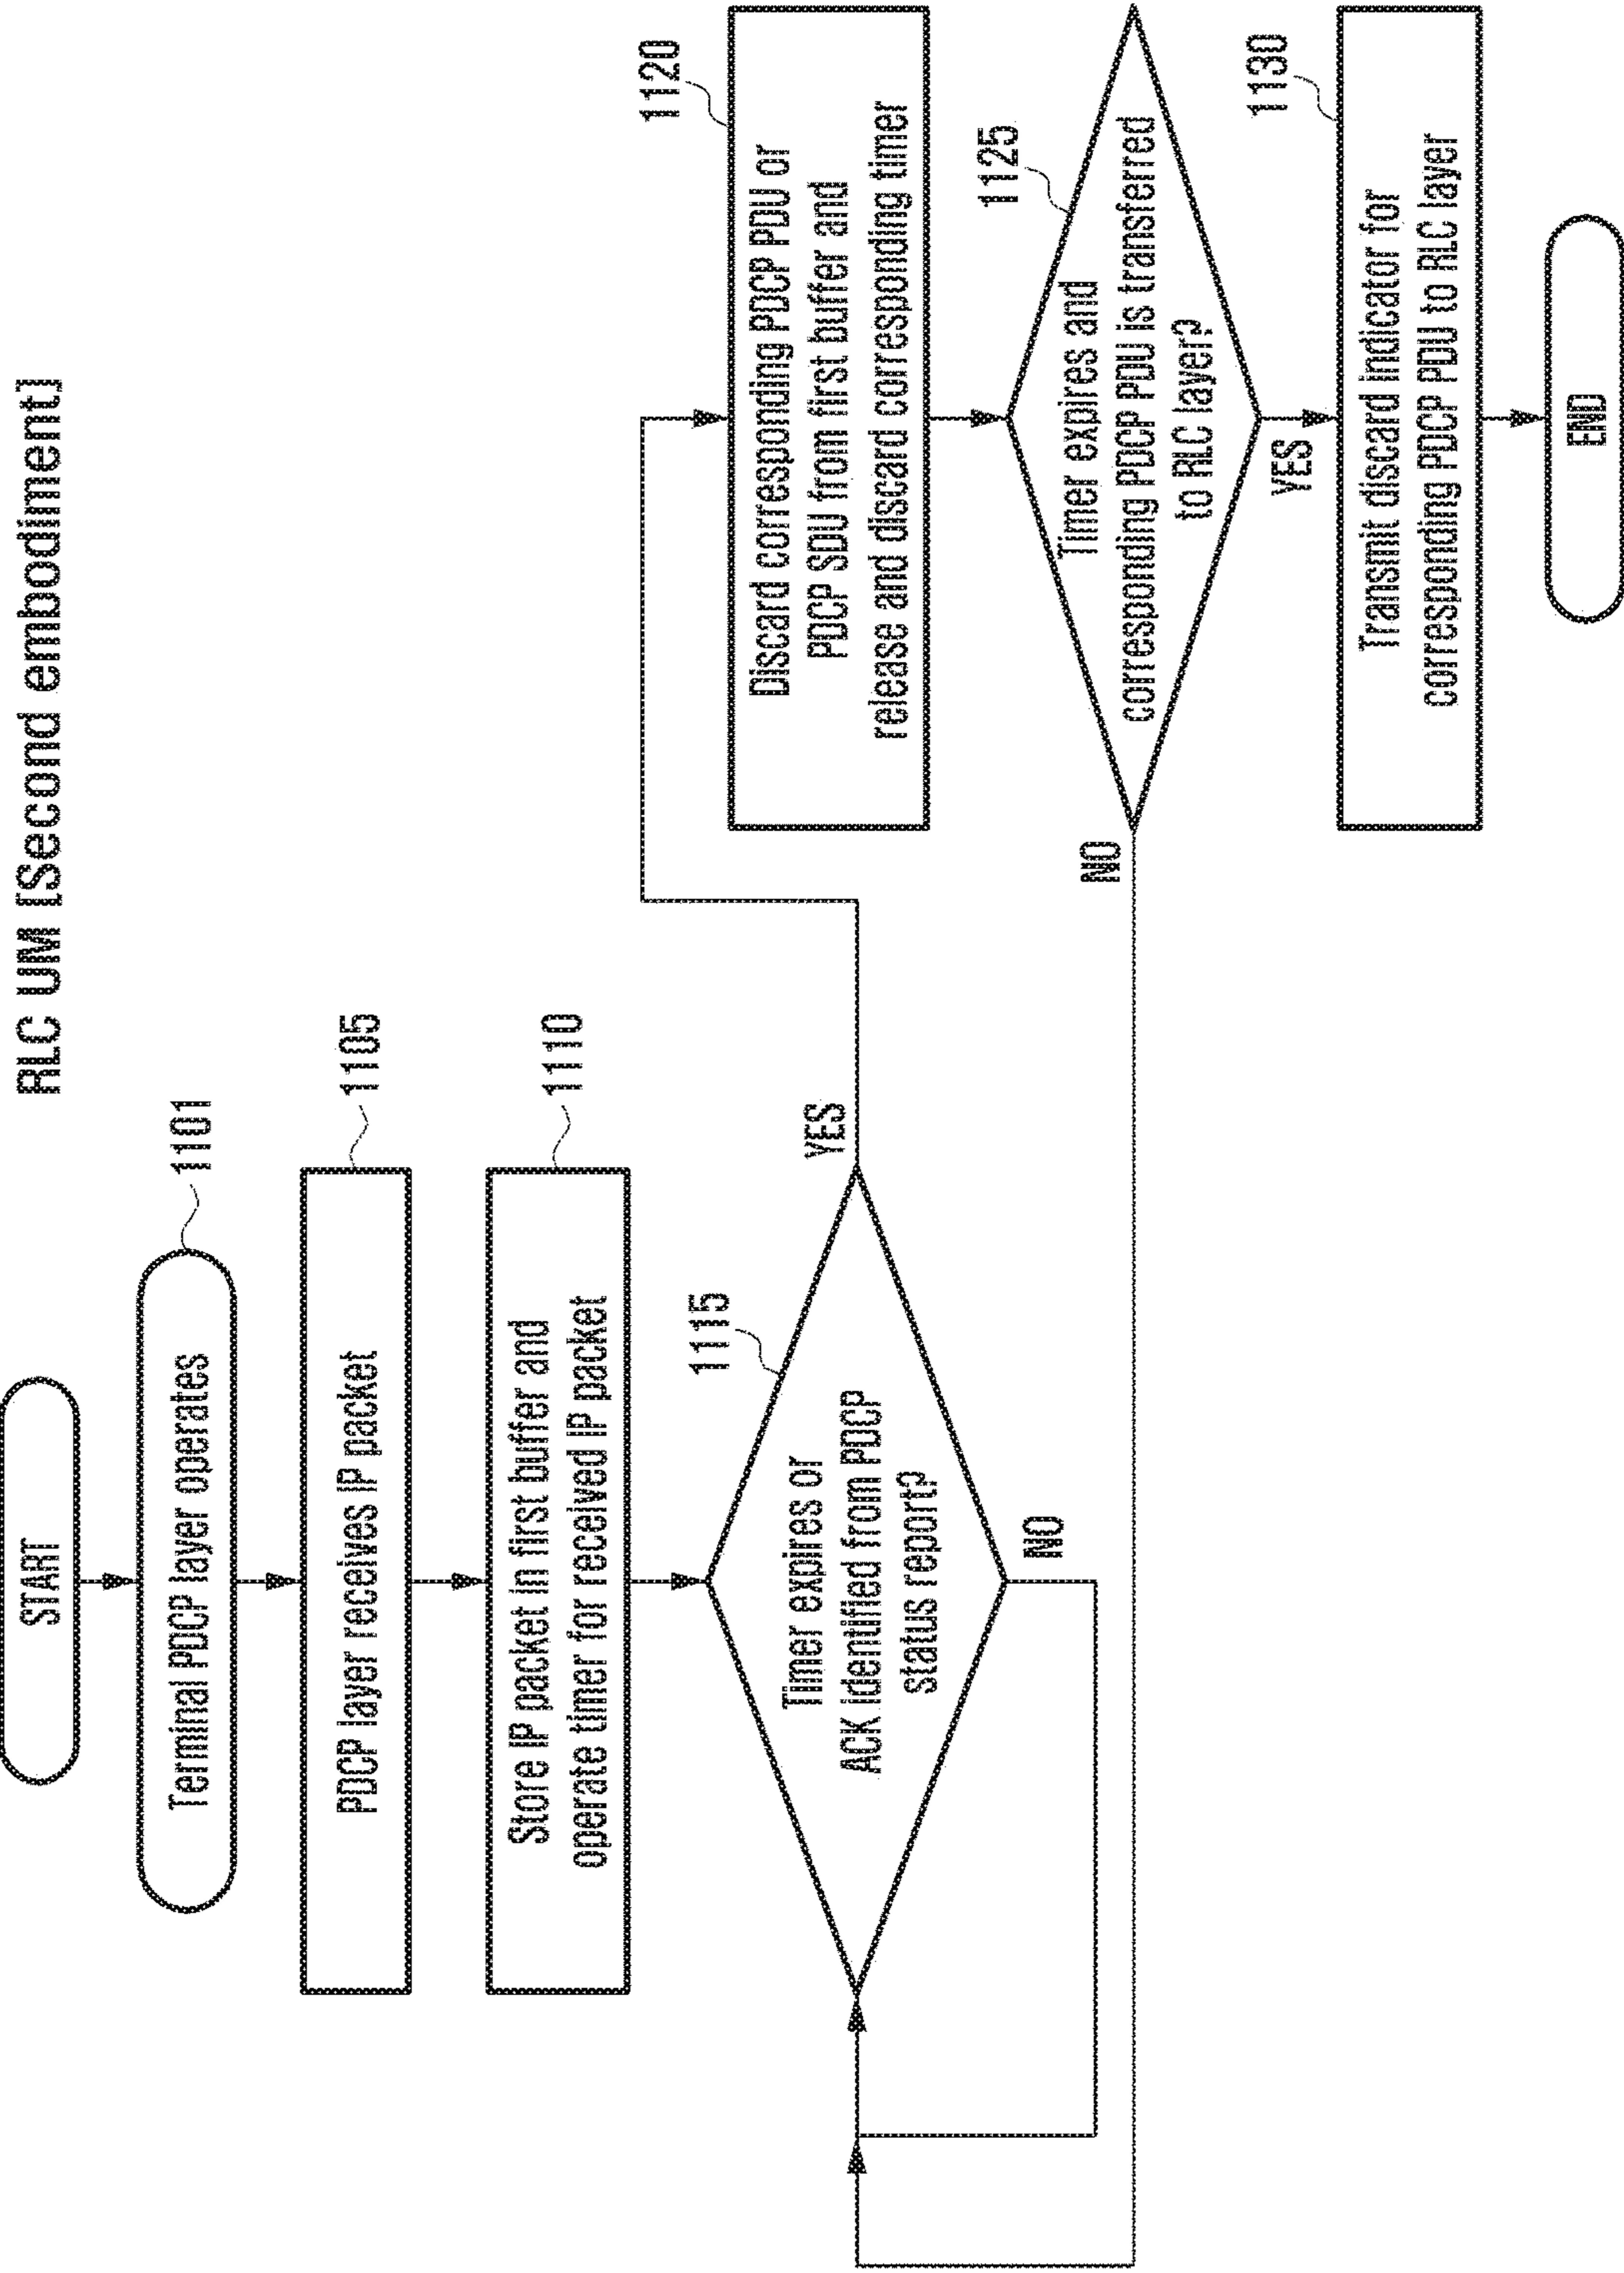 RLC UM [Second embodiment]
START
Terminal PDCP layer operates
1101
PDCP layer receives IP packet
1105
Store IP packet in first buffer and
operate timer for received IP packet
1110
Timer expires or
ACK identified from PDCP
status report?
1115
YES
NO
Discard corresponding PDCP PDU or
PDCP SDU from first buffer and
release and discard corresponding timer
1120
Timer expires and
corresponding PDCP PDU is transferred
to RLC layer?
1125
NO
YES
Transmit discard indicator for
corresponding PDCP PDU to RLC layer
1130
END